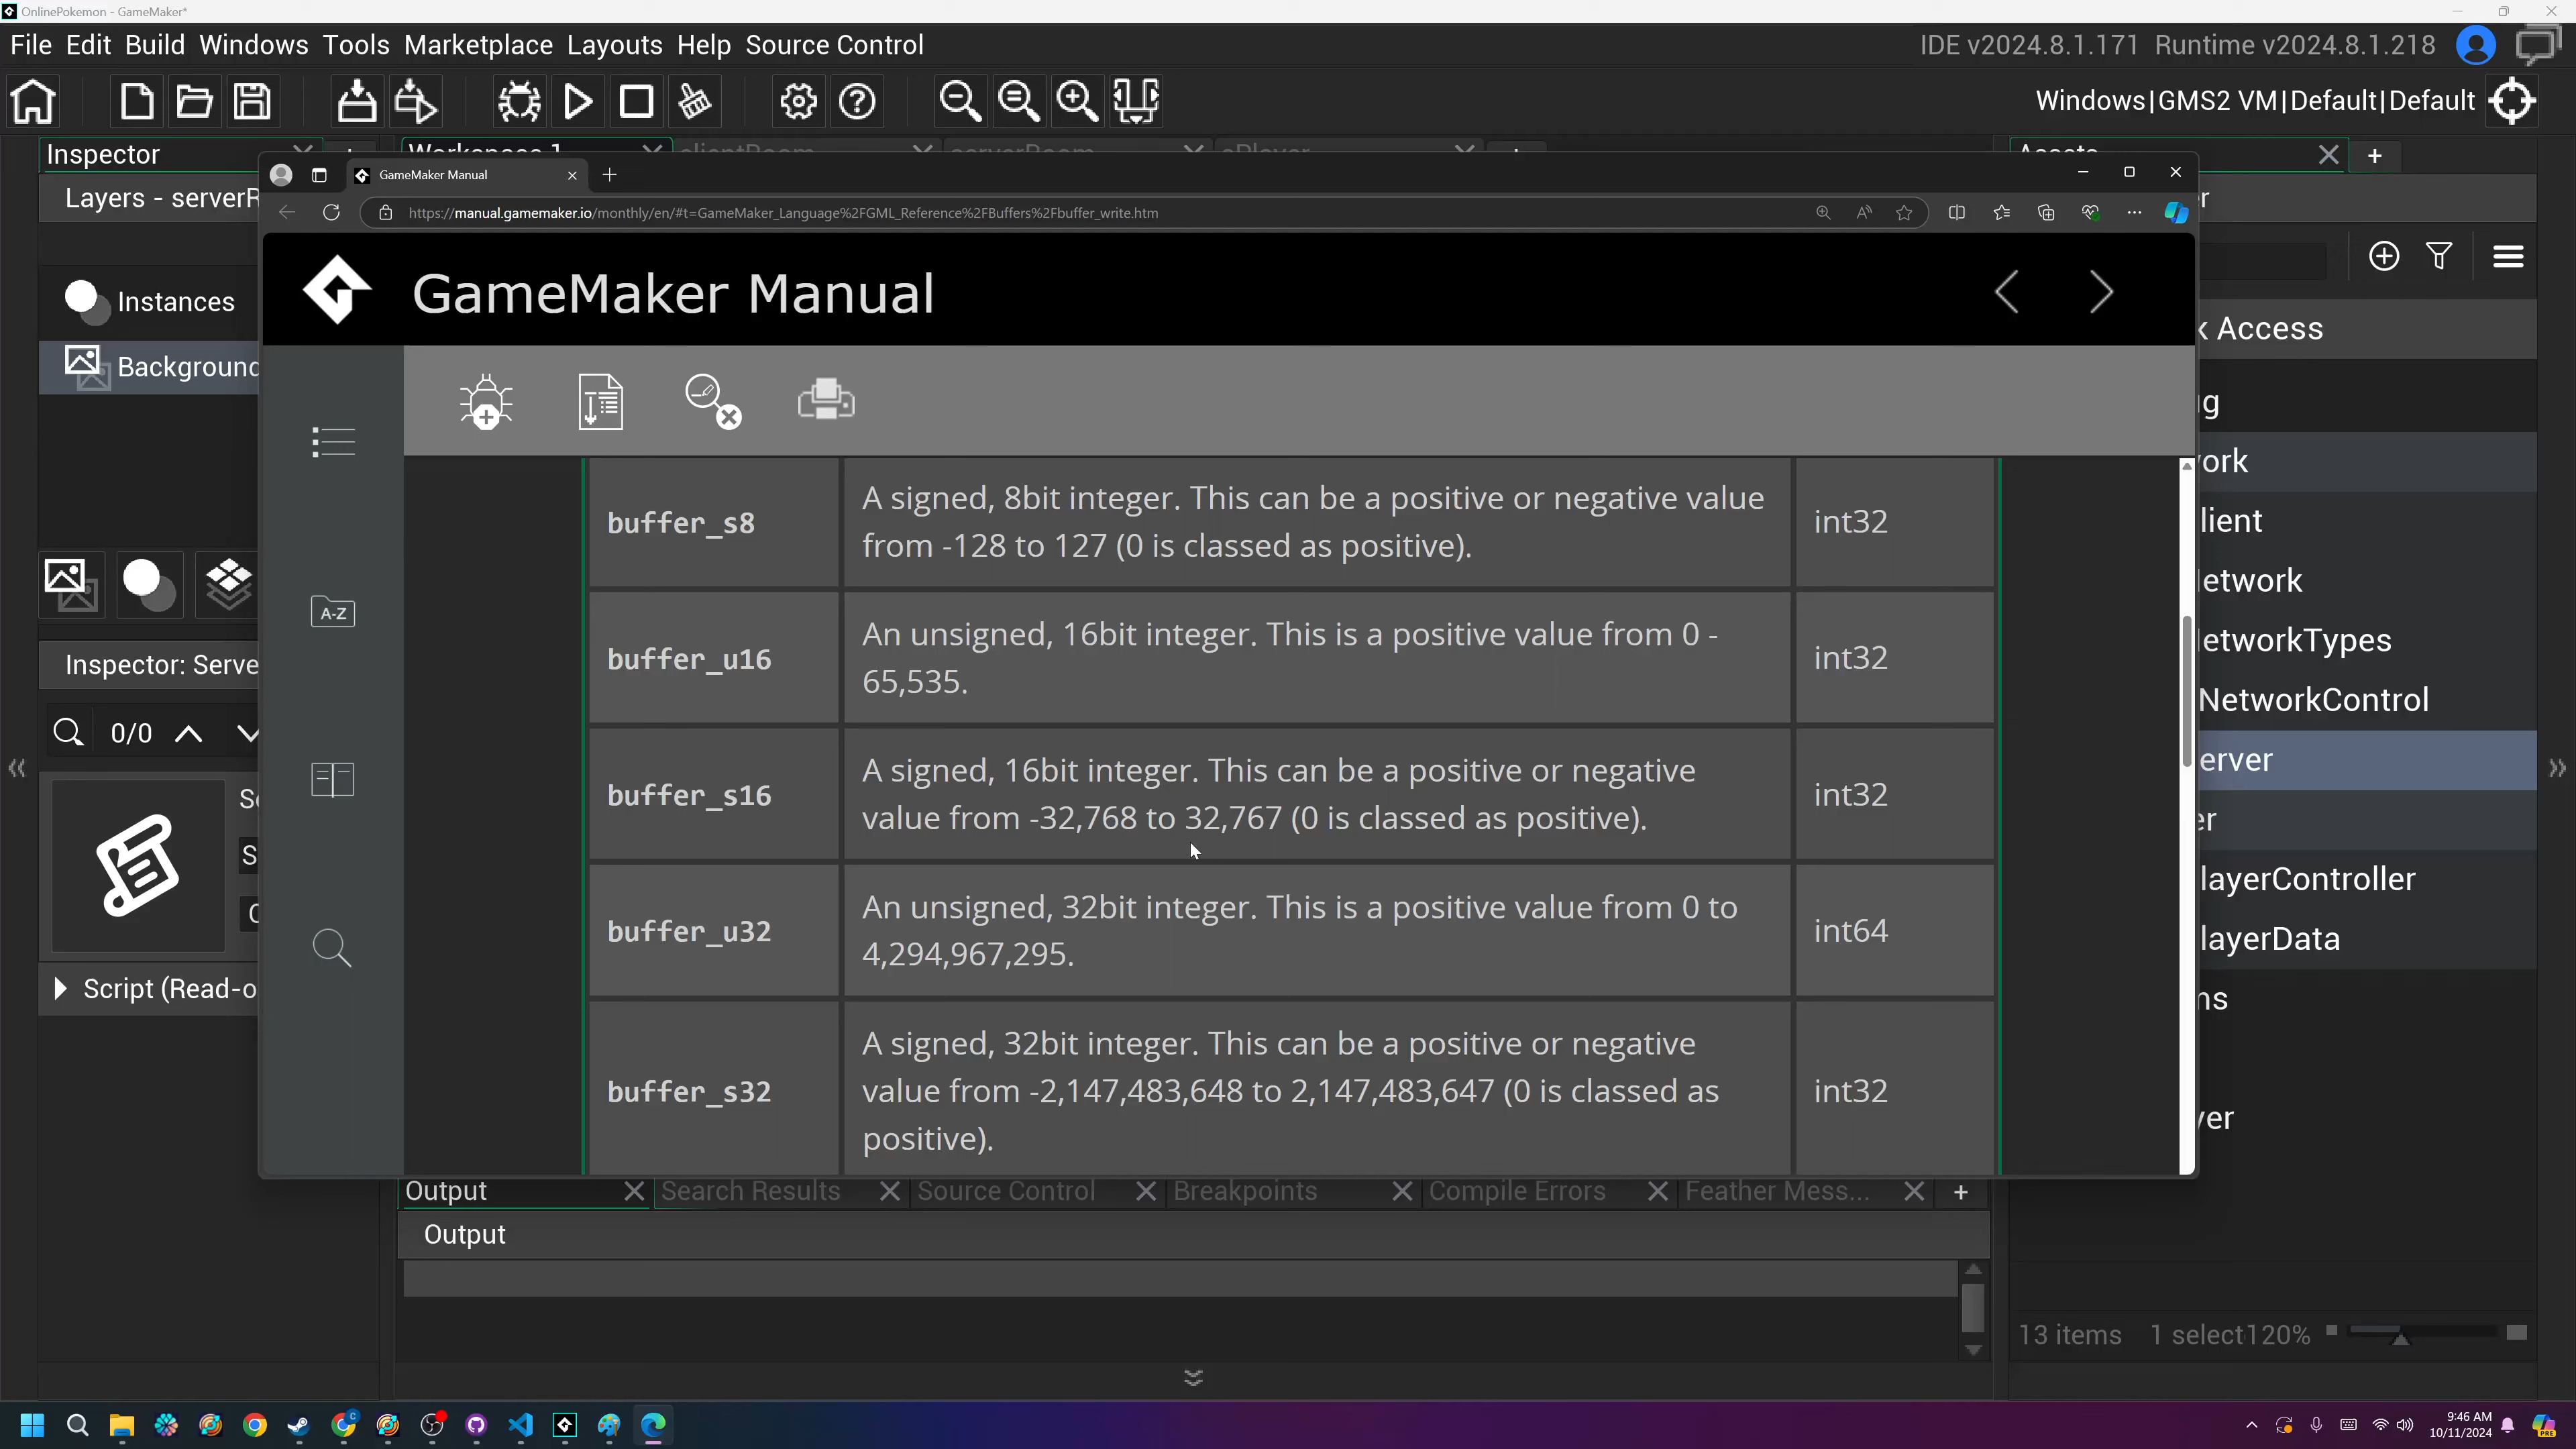 OnlinePokemon - GameMaker*
File Edit Build Windows Tools Marketplace Layouts Help Source Control
IDE v2024.8.1.171 Runtime v2024.8.1.218
Windows|GMS2 VM|Default|Default
Inspector
Workspace 1
clientRoom
serverRoom
oPlayer
Assets
Layers - serverR
GameMaker Manual
https://manual.gamemaker.io/monthly/en/#t=GameMaker_Language%2FGML_Reference%2FBuffers%2Fbuffer_write.htm
Instances
Background
GameMaker Manual
k Access
buffer_s8
A signed, 8bit integer. This can be a positive or negative value
from -128 to 127 (0 is classed as positive).
int32
buffer_u16
An unsigned, 16bit integer. This is a positive value from 0 -
65,535.
int32
buffer_s16
A signed, 16bit integer. This can be a positive or negative
value from -32,768 to 32,767 (0 is classed as positive).
int32
buffer_u32
An unsigned, 32bit integer. This is a positive value from 0 to
4,294,967,295.
int64
buffer_s32
A signed, 32bit integer. This can be a positive or negative
value from -2,147,483,648 to 2,147,483,647 (0 is classed as
positive).
int32
A-Z
Inspector: Serve
0/0
Script (Read-o
ork
lient
etwork
etworkTypes
NetworkControl
erver
er
layerController
layerData
ms
yer
Output
Search Results
Source Control
Breakpoints
Compile Errors
Feather Mess...
Output
13 items 1 select 120%
9:46 AM
10/11/2024